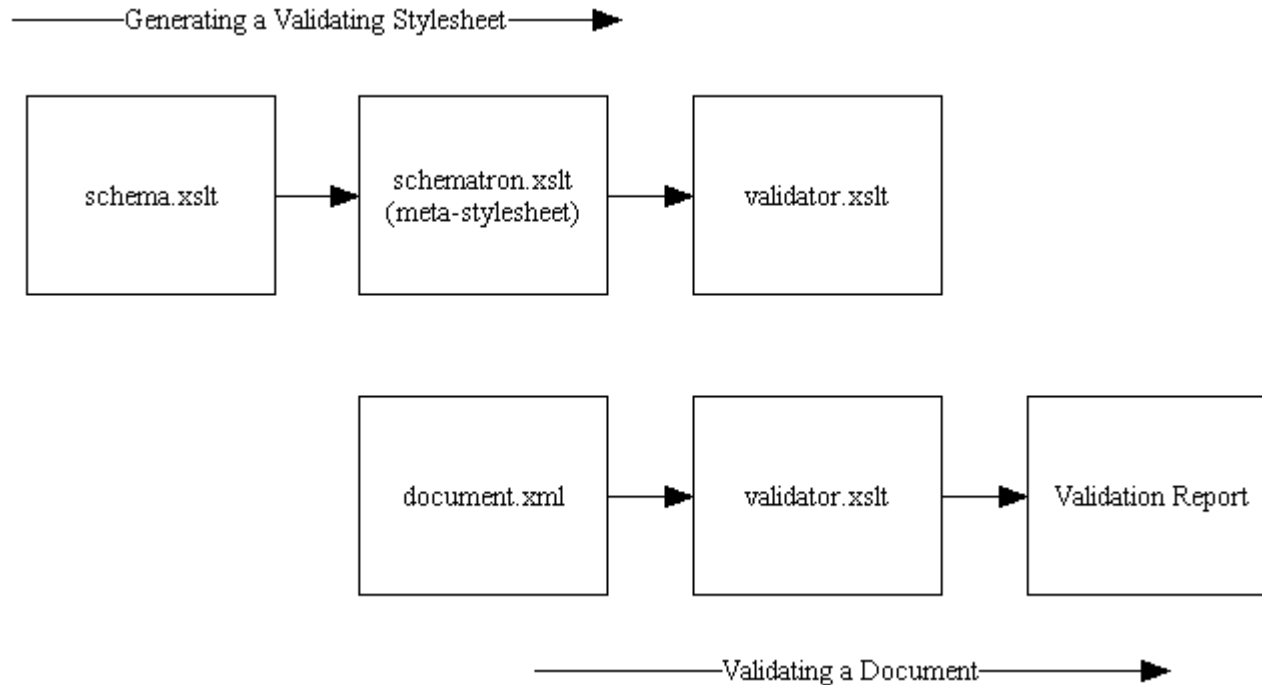 Generating a Validating Stylesheet
schema.xslt
schematron.xslt
(meta-stylesheet)
validator.xslt
document.xml
validator.xslt
Validation Report
Validating a Document